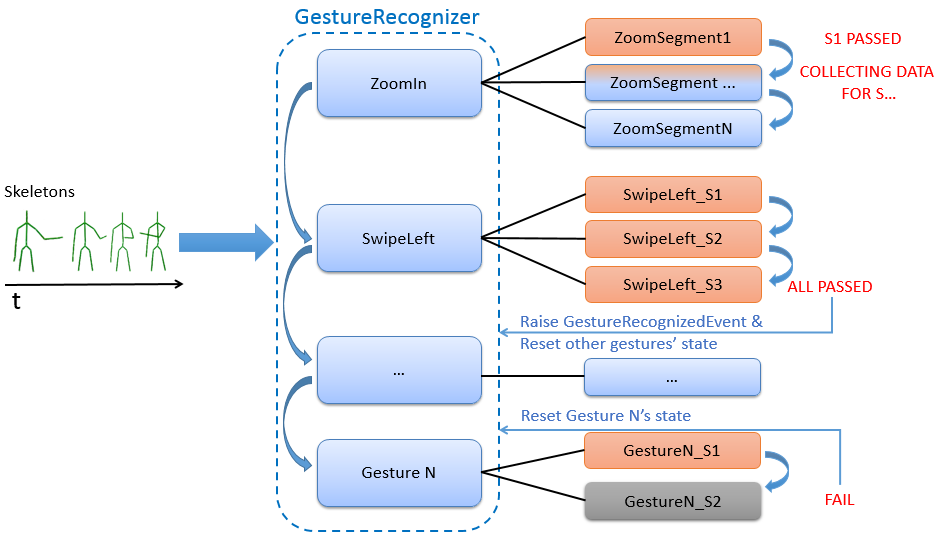 GestureRecognizer
Skeletons
t
ZoomIn
ZoomSegment1
ZoomSegment ...
ZoomSegmentN
S1 PASSED
COLLECTING DATA
FOR S...
SwipeLeft
SwipeLeft_S1
SwipeLeft_S2
SwipeLeft_S3
ALL PASSED
Raise GestureRecognizedEvent &
Reset other gestures’ state
...
...
Reset Gesture N’s state
Gesture N
GestureN_S1
GestureN_S2
FAIL